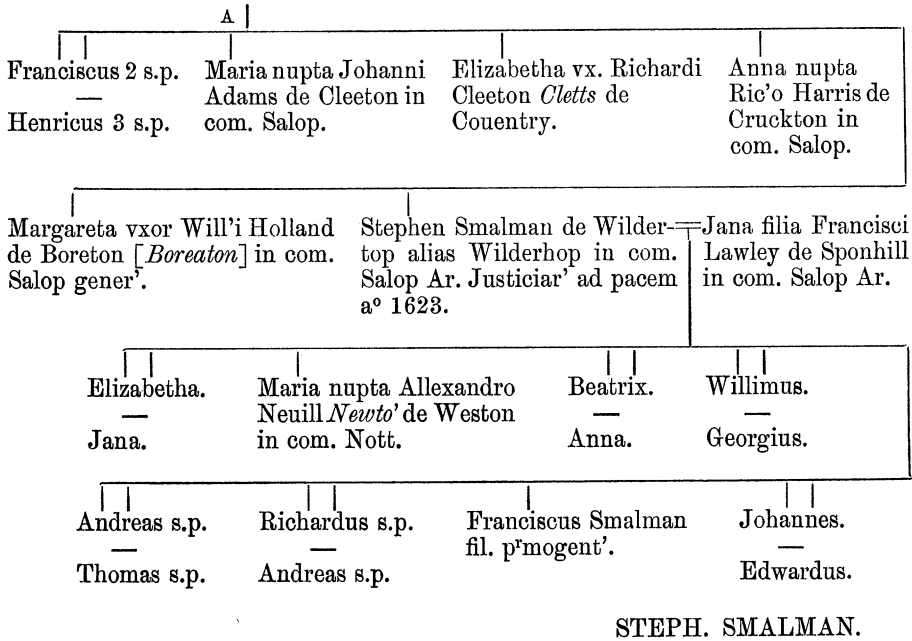 A
Franciscus 2 s.p.
—
Henricus 3 s.p.
Maria nupta Johanni
Adams de Cleeton in
com. Salop.
Elizabetha vx. Richardi
Cleeton Cletts de
Couentry.
Anna nupta
Ric'o Harris de
Cruckton in
com. Salop.
Margareta vxor Will'i Holland
de Boreton [Boreaton] in com.
Salop gener'.
Stephen Smalman de Wilder-
top alias Wilderhop in com.
Salop Ar. Justiciar' ad pacem
aº 1623.
Jana filia Francisci
Lawley de Sponhill
in com. Salop Ar.
Elizabetha.
—
Jana.
Maria nupta Allexandro
Neuill Newto' de Weston
in com. Nott.
Beatrix.
—
Anna.
Willimus.
—
Georgius.
Andreas s.p.
—
Thomas s.p.
Richardus s.p.
—
Andreas s.p.
Franciscus Smalman
fil. pʳmogent'.
Johannes.
—
Edwardus.
STEPH. SMALMAN.